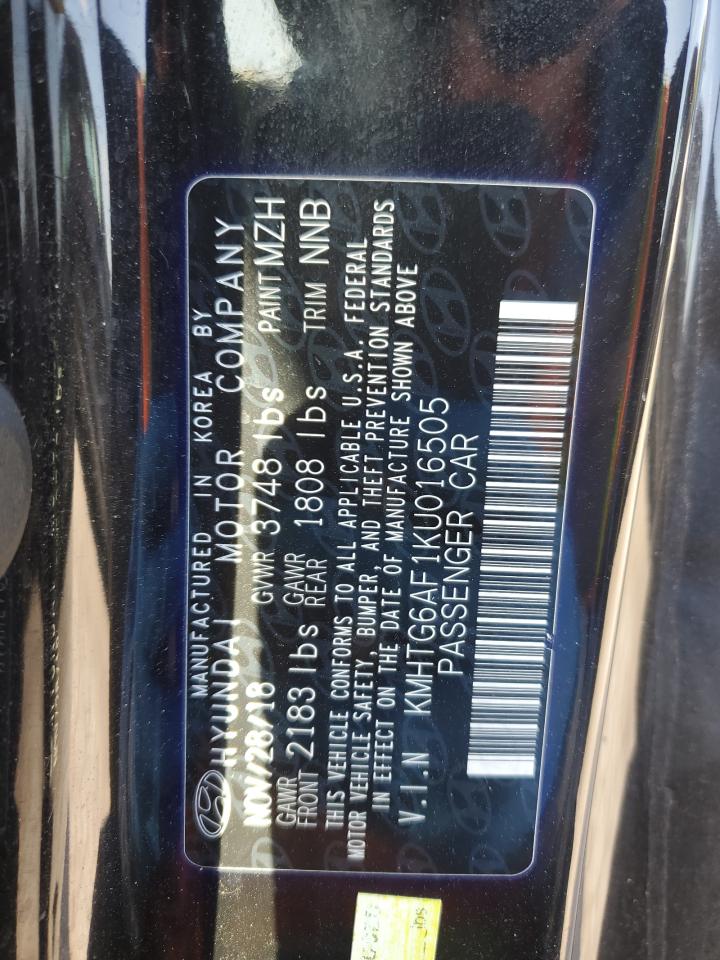 MANUFACTURED IN KOREA BY
HYUNDAI MOTOR COMPANY
NOV/28/18 GVWR 3748 lbs PAINT MZH
GAWR FRONT 2183 lbs GAWR REAR 1808 lbs TRIM NNB
THIS VEHICLE CONFORMS TO ALL APPLICABLE U.S.A. FEDERAL
MOTOR VEHICLE SAFETY, BUMPER, AND THEFT PREVENTION STANDARDS
IN EFFECT ON THE DATE OF MANUFACTURE SHOWN ABOVE
V.I.N KMHTG6AF1KU016505
PASSENGER CAR